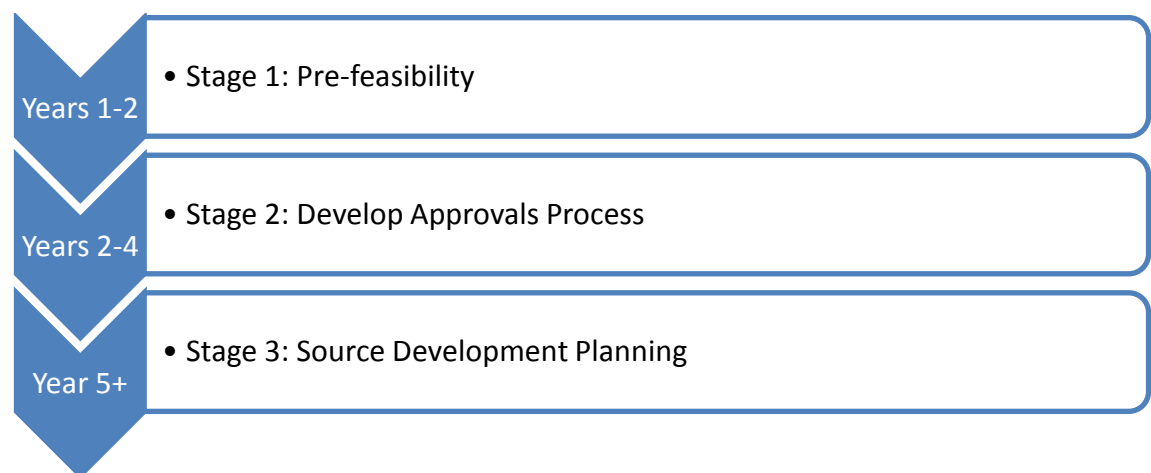 Years 1-2
• Stage 1: Pre-feasibility
Years 2-4
• Stage 2: Develop Approvals Process
Year 5+
• Stage 3: Source Development Planning